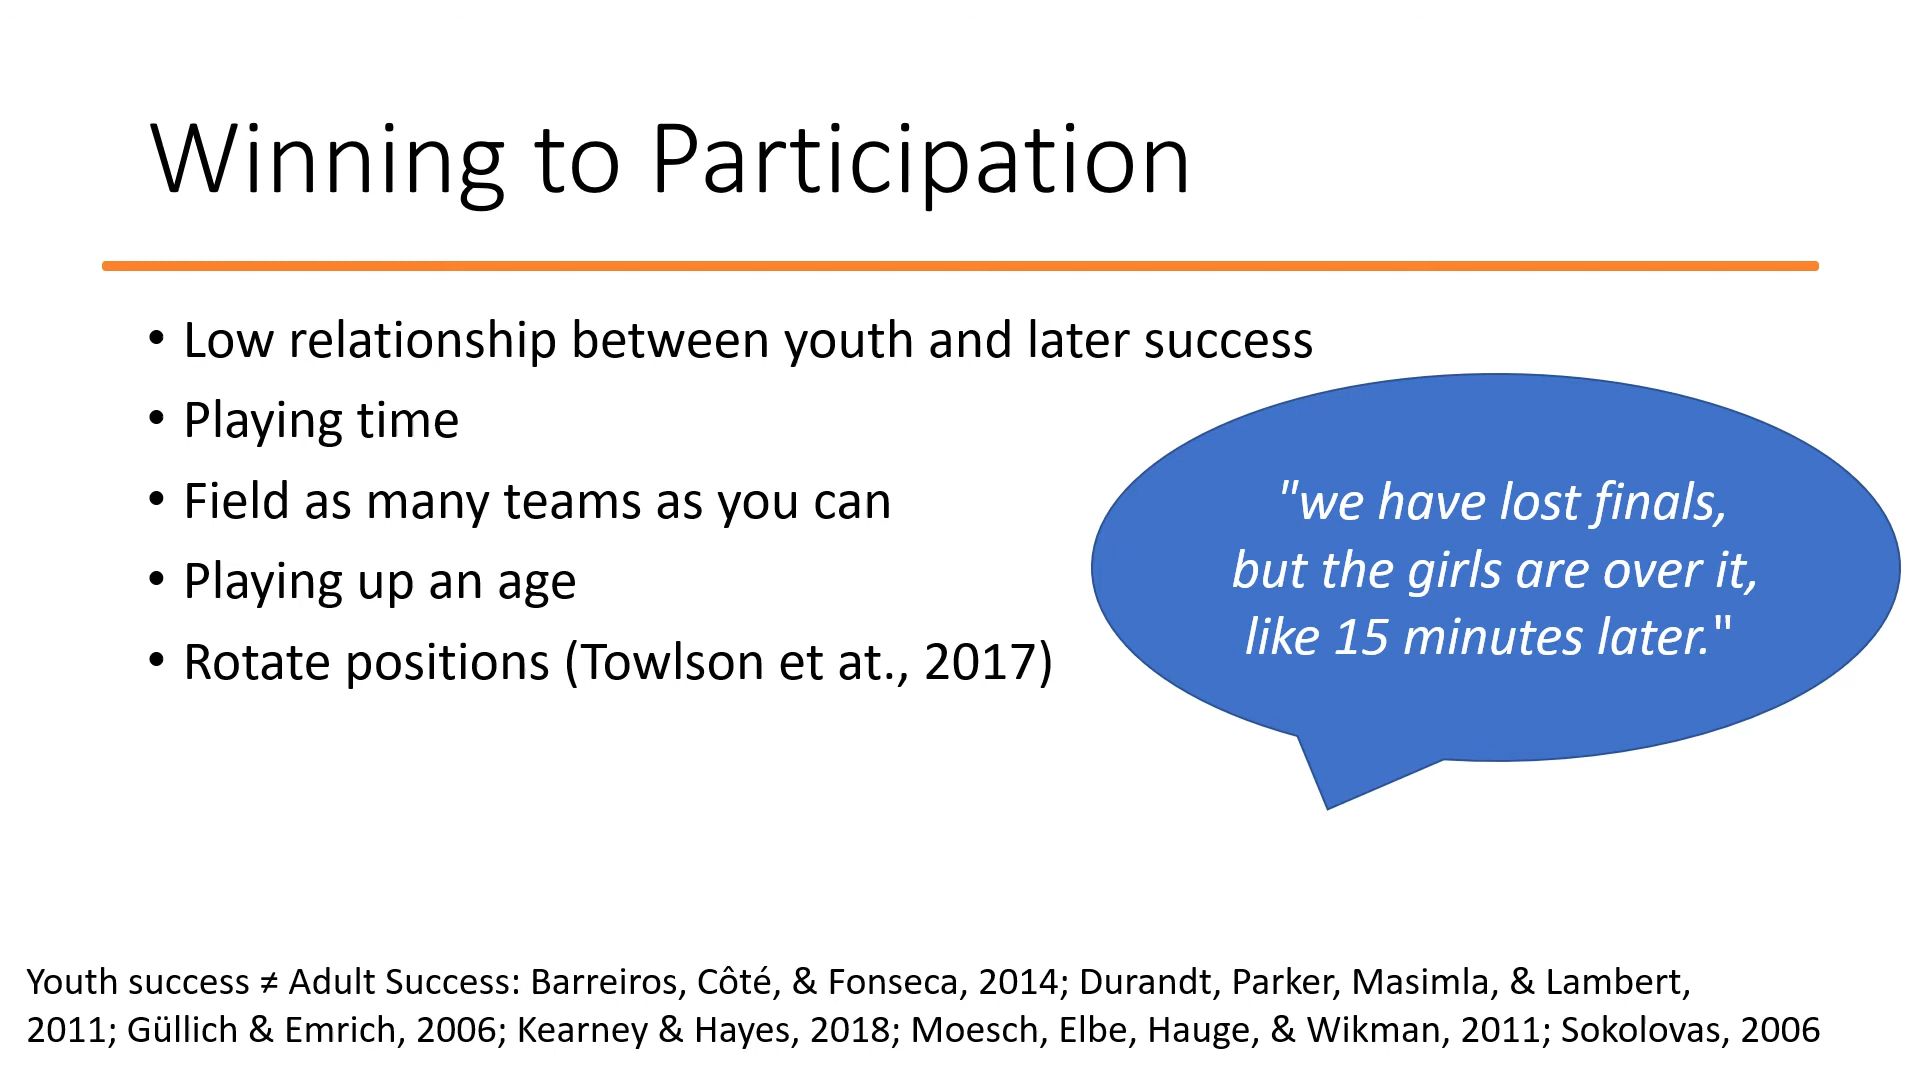 Winning to Participation
• Low relationship between youth and later success
• Playing time
• Field as many teams as you can
• Playing up an age
• Rotate positions (Towlson et at., 2017)
"we have lost finals,
but the girls are over it,
like 15 minutes later."
Youth success ≠ Adult Success: Barreiros, Côté, & Fonseca, 2014; Durandt, Parker, Masimla, & Lambert,
2011; Güllich & Emrich, 2006; Kearney & Hayes, 2018; Moesch, Elbe, Hauge, & Wikman, 2011; Sokolovas, 2006